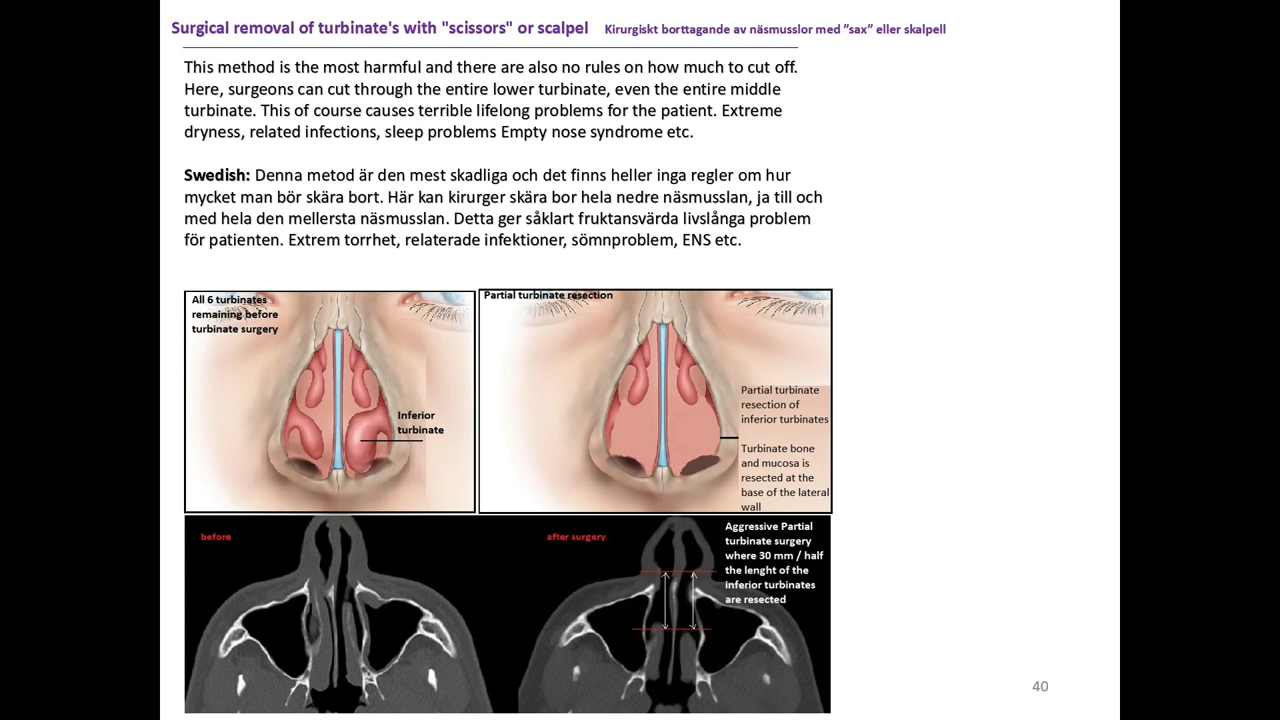 Surgical removal of turbinate's with "scissors" or scalpel Kirurgiskt borttagande av näsmusslor med ”sax” eller skalpell
This method is the most harmful and there are also no rules on how much to cut off.
Here, surgeons can cut through the entire lower turbinate, even the entire middle
turbinate. This of course causes terrible lifelong problems for the patient. Extreme
dryness, related infections, sleep problems Empty nose syndrome etc.
Swedish: Denna metod är den mest skadliga och det finns heller inga regler om hur
mycket man bör skära bort. Här kan kirurger skära bor hela nedre näsmusslan, ja till och
med hela den mellersta näsmusslan. Detta ger såklart fruktansvärda livslånga problem
för patienten. Extrem torrhet, relaterade infektioner, sömnproblem, ENS etc.
All 6 turbinates
remaining before
turbinate surgery
Inferior
turbinate
Partial turbinate resection
Partial turbinate
resection of
inferior turbinates
Turbinate bone
and mucosa is
resected at the
base of the lateral
wall
before
after surgery
Aggressive Partial
turbinate surgery
where 30 mm / half
the lenght of the
inferior turbinates
are resected
40